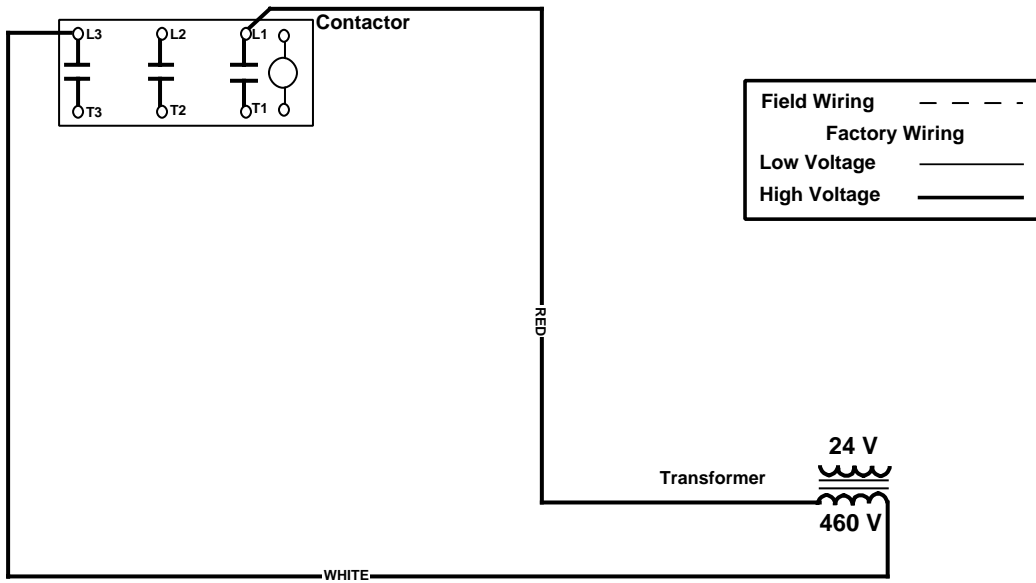 Contactor
L3
L2
L1
T3
T2
T1
Field Wiring
Factory Wiring
Low Voltage
High Voltage
RED
24 V
Transformer
460 V
WHITE